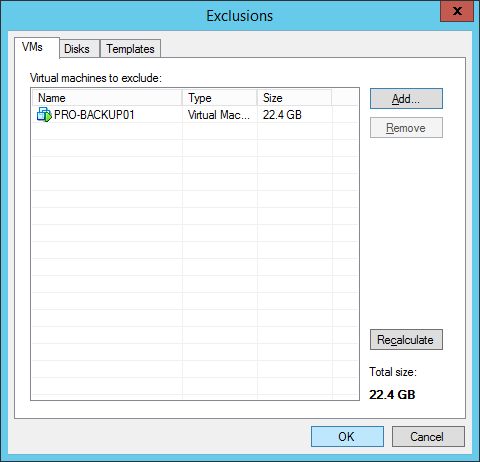 Exclusions
x
VMs Disks Templates
Virtual machines to exclude:
Name Type Size
PRO-BACKUP01 Virtual Mac... 22.4 GB
Add...
Remove
Recalculate
Total size:
22.4 GB
OK Cancel